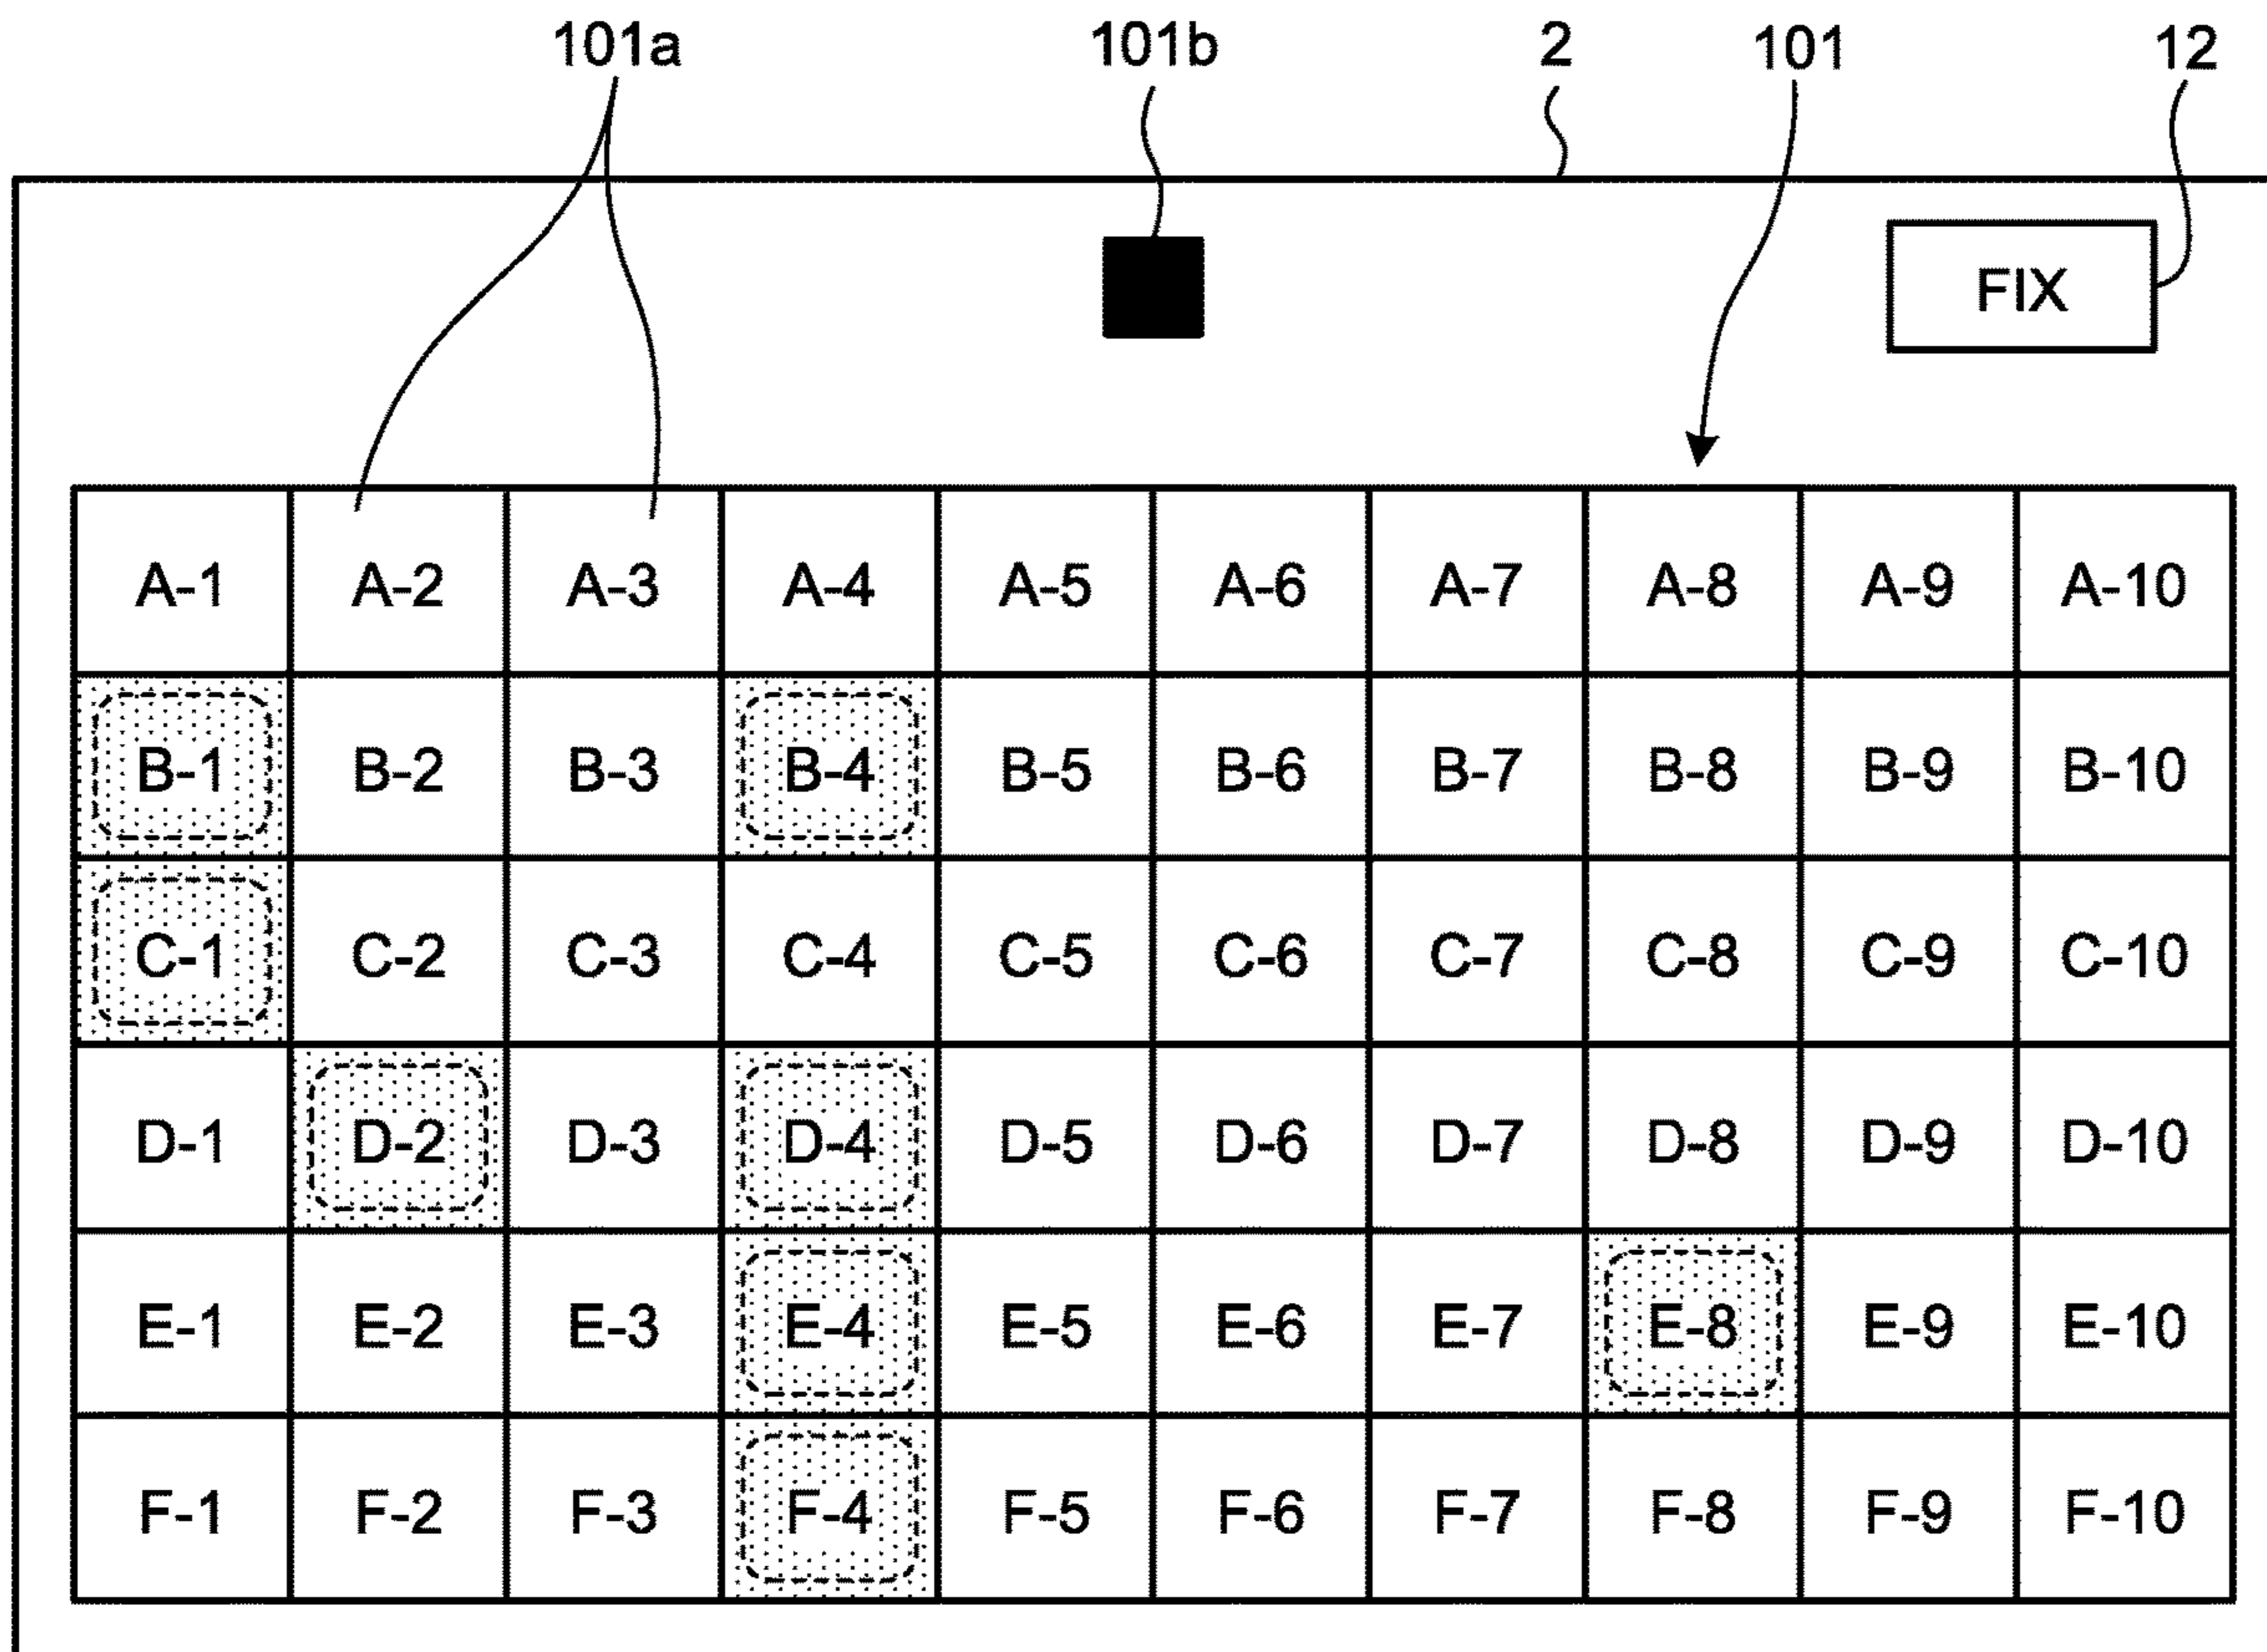 101a 101b 2 101 12
FIX
A-1 A-2 A-3 A-4 A-5 A-6 A-7 A-8 A-9 A-10
B-1 B-2 B-3 B-4 B-5 B-6 B-7 B-8 B-9 B-10
C-1 C-2 C-3 C-4 C-5 C-6 C-7 C-8 C-9 C-10
D-1 D-2 D-3 D-4 D-5 D-6 D-7 D-8 D-9 D-10
E-1 E-2 E-3 E-4 E-5 E-6 E-7 E-8 E-9 E-10
F-1 F-2 F-3 F-4 F-5 F-6 F-7 F-8 F-9 F-10